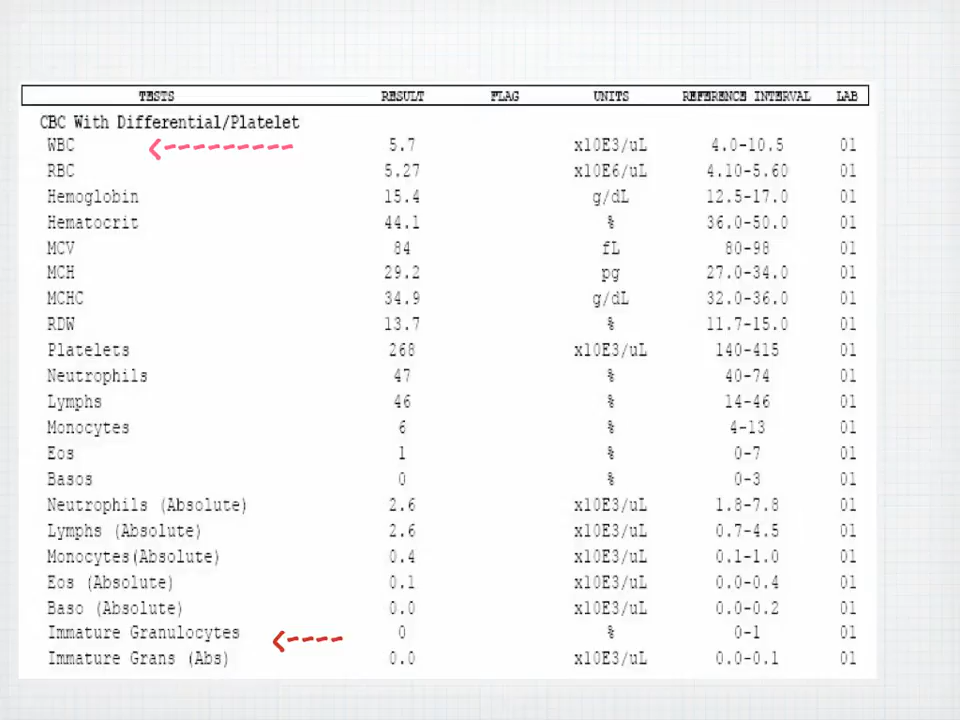 TESTS RESULT FLAG UNITS REFERENCE INTERVAL LAB
CBC With Differential/Platelet
WBC 5.7 x10E3/uL 4.0-10.5 01
RBC 5.27 x10E6/uL 4.10-5.60 01
Hemoglobin 15.4 g/dL 12.5-17.0 01
Hematocrit 44.1 % 36.0-50.0 01
MCV 84 fL 80-98 01
MCH 29.2 pg 27.0-34.0 01
MCHC 34.9 g/dL 32.0-36.0 01
RDW 13.7 % 11.7-15.0 01
Platelets 268 x10E3/uL 140-415 01
Neutrophils 47 % 40-74 01
Lymphs 46 % 14-46 01
Monocytes 6 % 4-13 01
Eos 1 % 0-7 01
Basos 0 % 0-3 01
Neutrophils (Absolute) 2.6 x10E3/uL 1.8-7.8 01
Lymphs (Absolute) 2.6 x10E3/uL 0.7-4.5 01
Monocytes(Absolute) 0.4 x10E3/uL 0.1-1.0 01
Eos (Absolute) 0.1 x10E3/uL 0.0-0.4 01
Baso (Absolute) 0.0 x10E3/uL 0.0-0.2 01
Immature Granulocytes 0 % 0-1 01
Immature Grans (Abs) 0.0 x10E3/uL 0.0-0.1 01